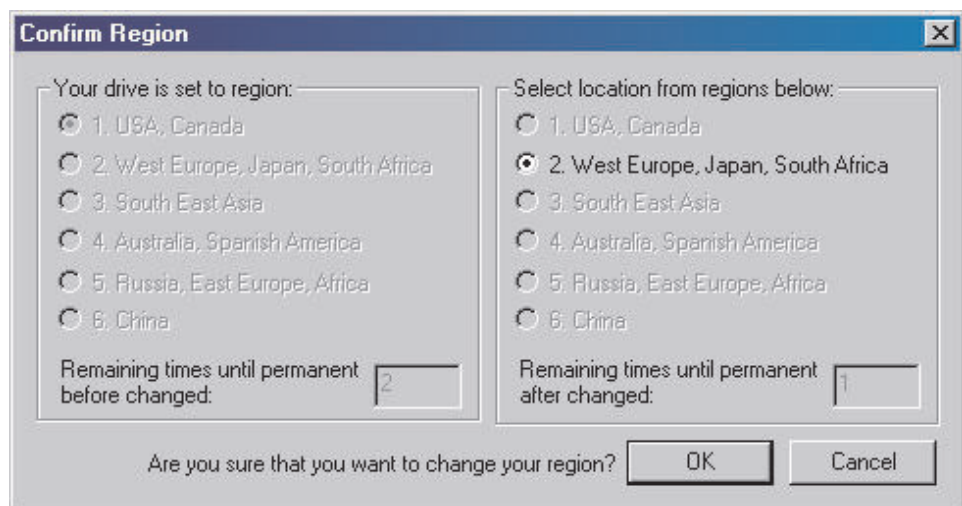 Confirm Region
Your drive is set to region:
1. USA, Canada
2. West Europe, Japan, South Africa
3. South East Asia
4. Australia, Spanish America
5. Russia, East Europe, Africa
6. China
Remaining times until permanent
before changed:
2
Select location from regions below:
1. USA, Canada
2. West Europe, Japan, South Africa
3. South East Asia
4. Australia, Spanish America
5. Russia, East Europe, Africa
6. China
Remaining times until permanent
after changed:
1
Are you sure that you want to change your region?
OK
Cancel